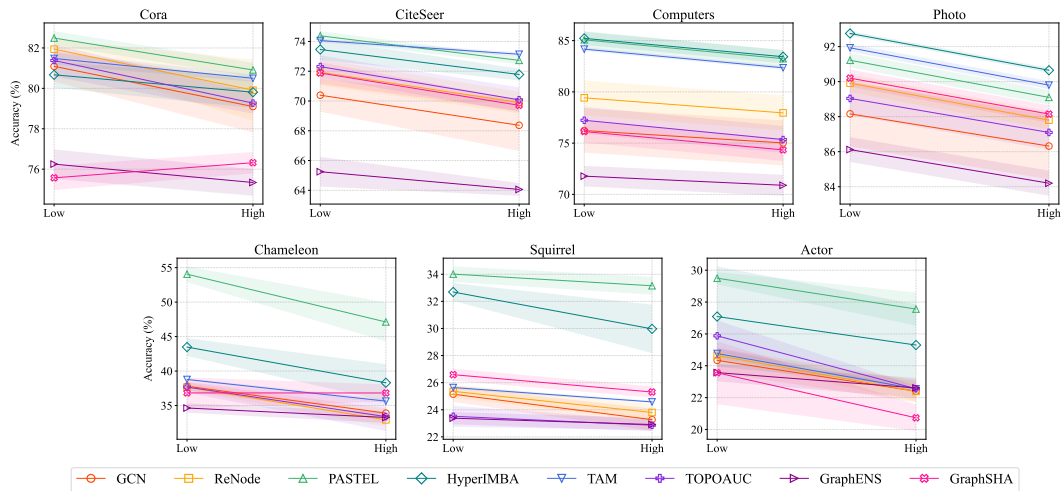 Cora
CiteSeer
Computers
Photo
Accuracy (%)
82
80
78
76
Low
High
74
72
70
68
66
64
Low
High
85
80
75
70
Low
High
92
90
88
86
84
Low
High
Chameleon
Squirrel
Actor
Accuracy (%)
55
50
45
40
35
Low
High
34
32
30
28
26
24
22
Low
High
30
28
26
24
22
20
Low
High
GCN ReNode PASTEL HyperIMBA TAM TOPOAUC GraphENS GraphSHA